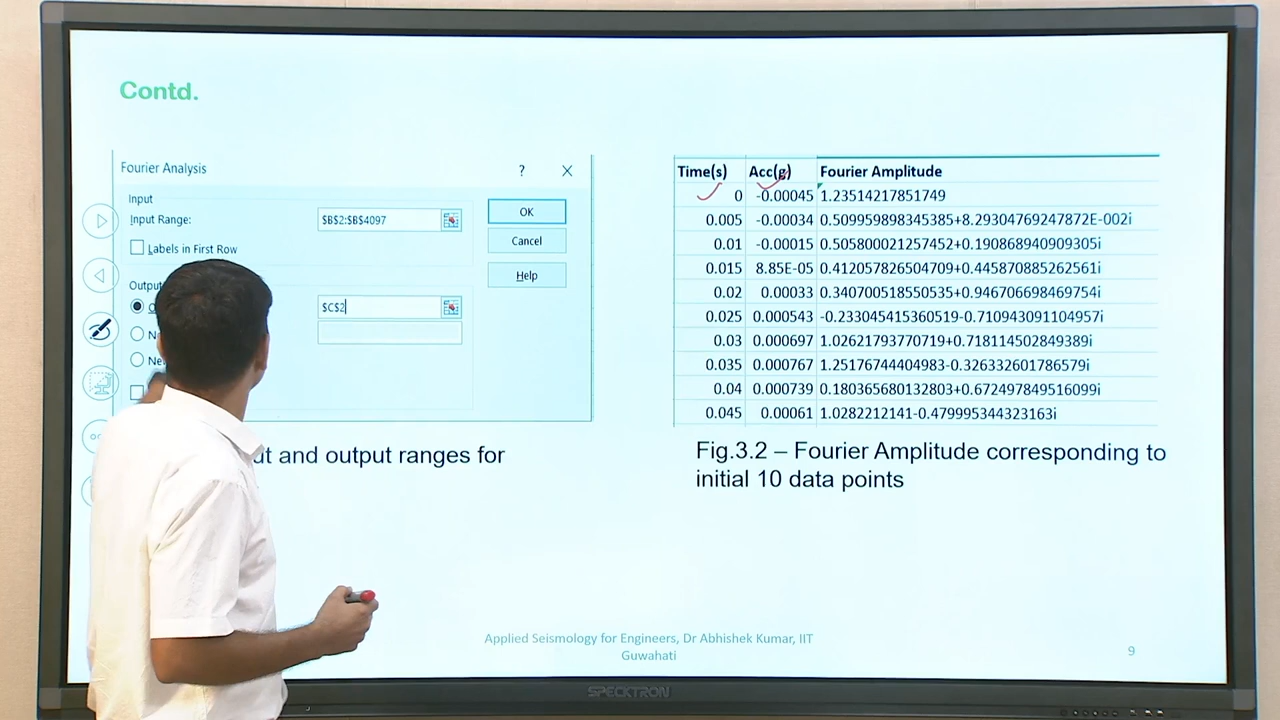 Contd.
Fourier Analysis
?
Input
Input Range:
$B$2:$B$4097
Labels in First Row
OK
Cancel
Help
$C$2
Time(s) Acc(g) Fourier Amplitude
0 -0.00045 1.23514217851749
0.005 -0.00034 0.509959898345385+8.29304769247872E-002i
0.01 -0.00015 0.505800021257452+0.190868940909305i
0.015 8.85E-05 0.412057826504709+0.445870885262561i
0.02 0.00033 0.340700518550535+0.946706698469754i
0.025 0.000543 -0.233045415360519-0.710943091104957i
0.03 0.000697 1.02621793770719+0.718114502849389i
0.035 0.000767 1.25176744404983-0.326332601786579i
0.04 0.000739 0.180365680132803+0.672497849516099i
0.045 0.00061 1.0282212141-0.479995344323163i
and output ranges for
Fig.3.2 – Fourier Amplitude corresponding to
initial 10 data points
Applied Seismology for Engineers, Dr Abhishek Kumar, IIT
Guwahati
9
SPECKTRON